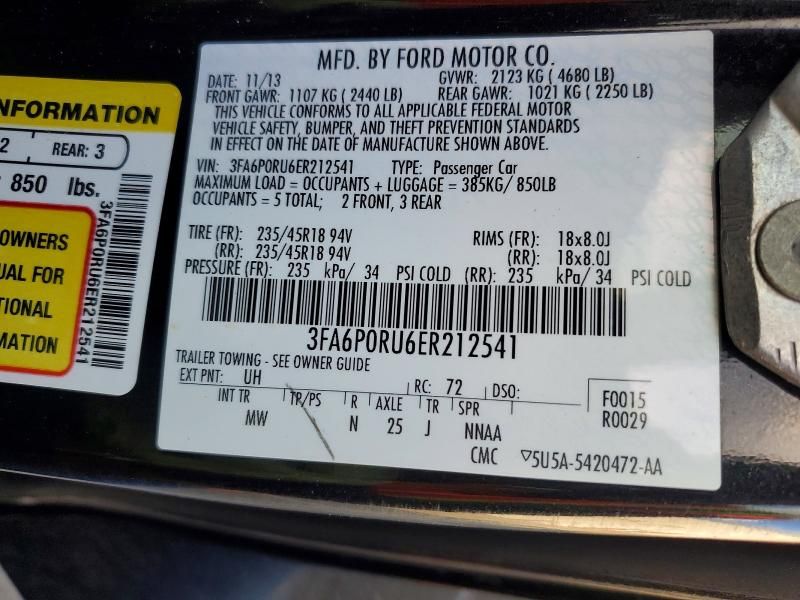 NFORMATION
2 REAR: 3
850 lbs.
OWNERS
UAL FOR
TIONAL
RMATION
3FA6P0RU6ER212541
MFD. BY FORD MOTOR CO.
DATE: 11/13 GVWR: 2123 KG ( 4680 LB)
FRONT GAWR: 1107 KG ( 2440 LB) REAR GAWR: 1021 KG ( 2250 LB)
THIS VEHICLE CONFORMS TO ALL APPLICABLE FEDERAL MOTOR
VEHICLE SAFETY, BUMPER, AND THEFT PREVENTION STANDARDS
IN EFFECT ON THE DATE OF MANUFACTURE SHOWN ABOVE.
VIN: 3FA6P0RU6ER212541 TYPE: Passenger Car
MAXIMUM LOAD = OCCUPANTS + LUGGAGE = 385KG/ 850LB
OCCUPANTS = 5 TOTAL; 2 FRONT, 3 REAR
TIRE (FR): 235/45R18 94V RIMS (FR): 18x8.0J
(RR): 235/45R18 94V (RR): 18x8.0J
PRESSURE (FR): 235 kPa/ 34 PSI COLD (RR): 235 kPa/ 34 PSI COLD
3FA6P0RU6ER212541
TRAILER TOWING - SEE OWNER GUIDE
EXT PNT: UH RC: 72 DSO: F0015
INT TR TP/PS R AXLE TR SPR R0029
MW N 25 J NNAA
CMC ▽5U5A-5420472-AA